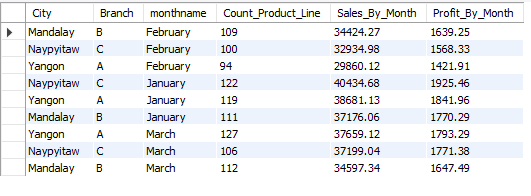 City Branch monthname Count_Product_Line Sales_By_Month Profit_By_Month
Mandalay B February 109 34424.27 1639.25
Naypyitaw C February 100 32934.98 1568.33
Yangon A February 94 29860.12 1421.91
Naypyitaw C January 122 40434.68 1925.46
Yangon A January 119 38681.13 1841.96
Mandalay B January 111 37176.06 1770.29
Yangon A March 127 37659.12 1793.29
Naypyitaw C March 106 37199.04 1771.38
Mandalay B March 112 34597.34 1647.49